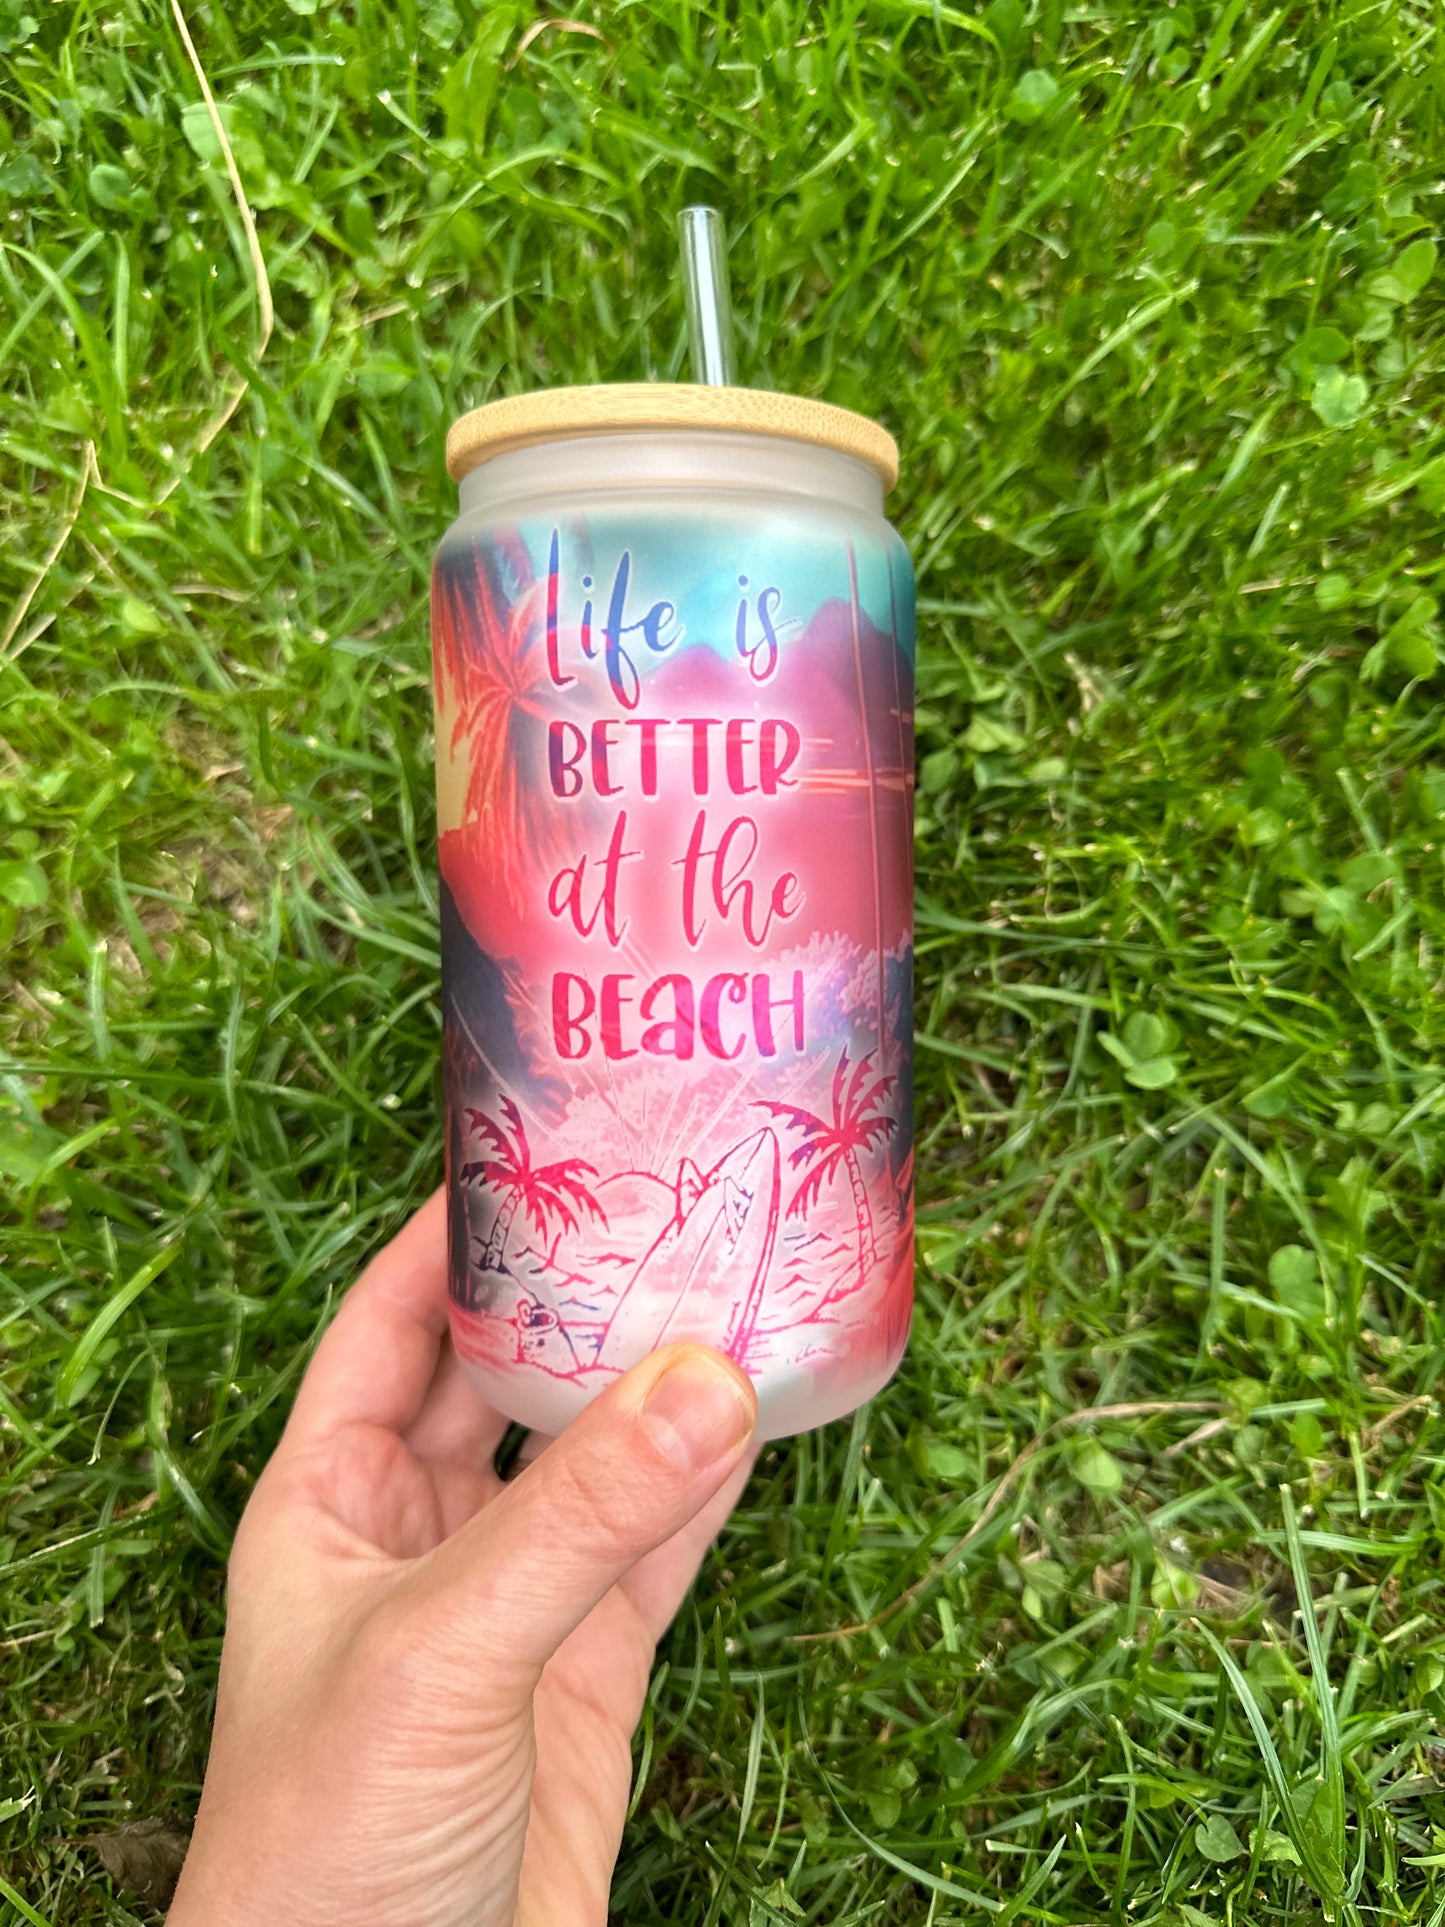 Life is
BETTER
at the
BEACH